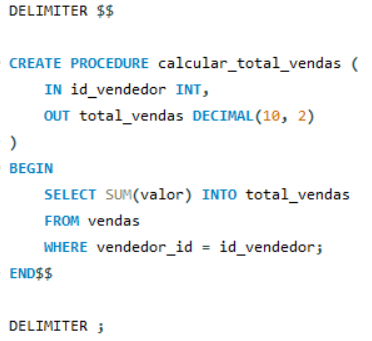 DELIMITER $$
CREATE PROCEDURE calcular_total_vendas (
    IN id_vendedor INT,
    OUT total_vendas DECIMAL(10, 2)
)
BEGIN
    SELECT SUM(valor) INTO total_vendas
    FROM vendas
    WHERE vendedor_id = id_vendedor;
END$$
DELIMITER ;